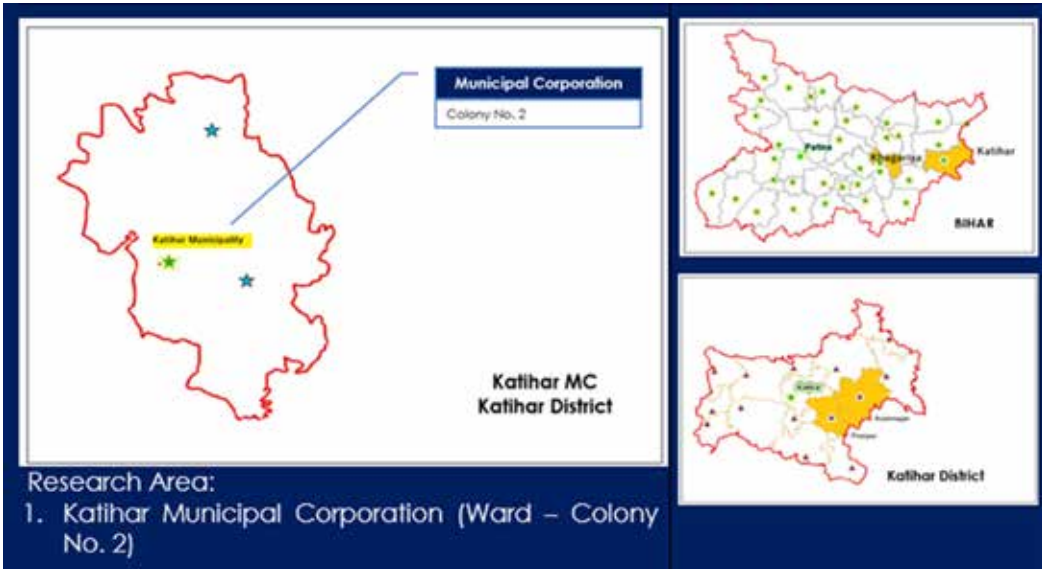 Municipal Corporation
Colony No. 2
Katihar Municipality
Katihar MC
Katihar District
Research Area:
1. Katihar Municipal Corporation (Ward – Colony
No. 2)
Patna
Khagariya
Katihar
BIHAR
Katihar District